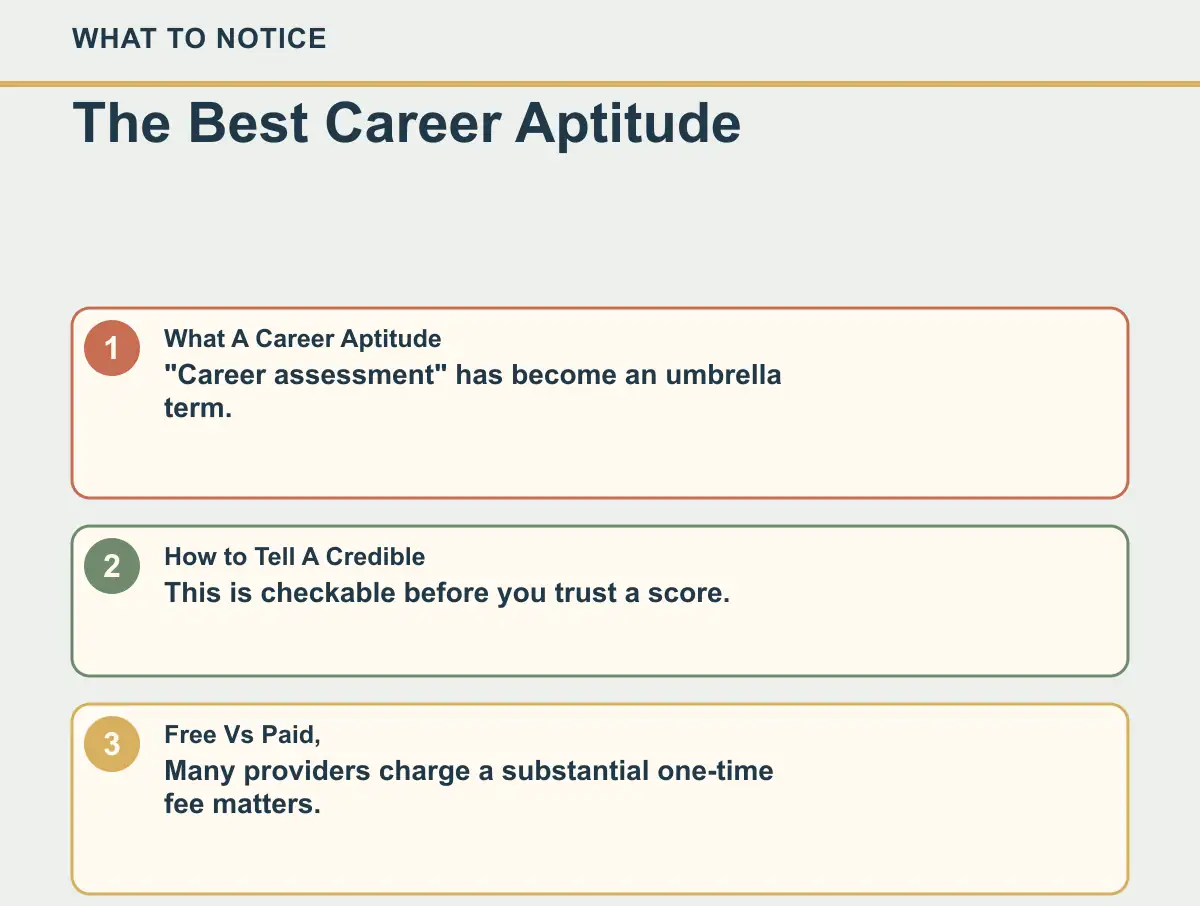 WHAT TO NOTICE
The Best Career Aptitude
1
What A Career Aptitude
"Career assessment" has become an umbrella
term.
2
How to Tell A Credible
This is checkable before you trust a score.
3
Free Vs Paid,
Many providers charge a substantial one-time
fee matters.